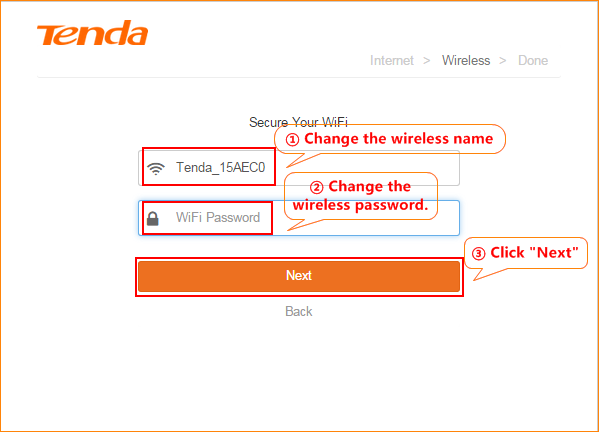 Tenda
Internet > Wireless > Done
Secure Your WiFi
① Change the wireless name
Tenda_15AEC0
② Change the
wireless password.
WiFi Password
③ Click "Next"
Next
Back